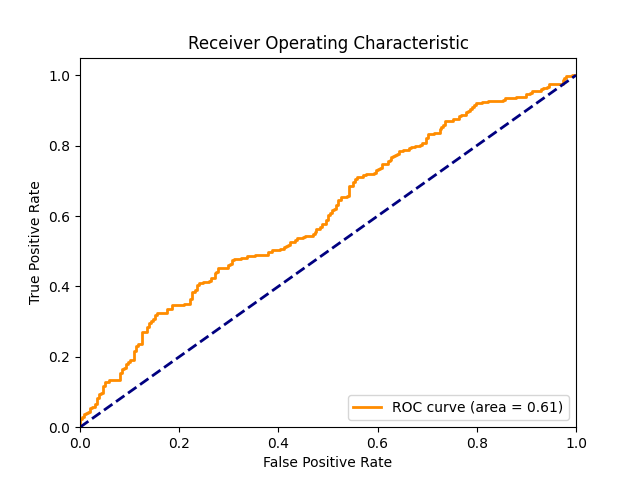 Receiver Operating Characteristic
True Positive Rate
1.0
0.8
0.6
0.4
0.2
0.0
ROC curve (area = 0.61)
0.0 0.2 0.4 0.6 0.8 1.0
False Positive Rate